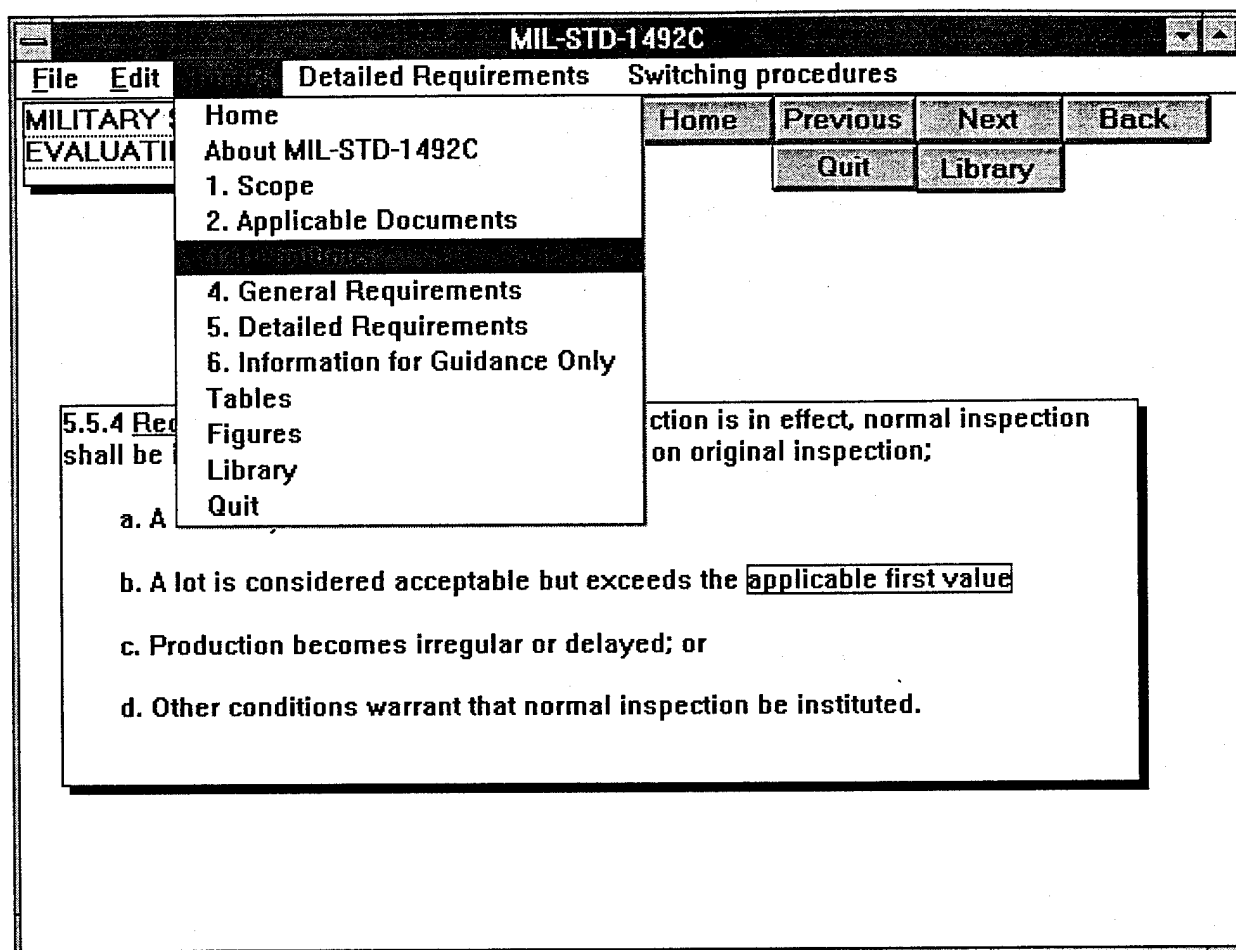 MIL-STD-1492C
File Edit Detailed Requirements Switching procedures
MILITARY
EVALUATI
Home Previous Next Back
Quit Library
Home
About MIL-STD-1492C
1. Scope
2. Applicable Documents
4. General Requirements
5. Detailed Requirements
6. Information for Guidance Only
Tables
Figures
Library
Quit
5.5.4 Rec ction is in effect, normal inspection
shall be i on original inspection;
a. A
b. A lot is considered acceptable but exceeds the applicable first value
c. Production becomes irregular or delayed; or
d. Other conditions warrant that normal inspection be instituted.